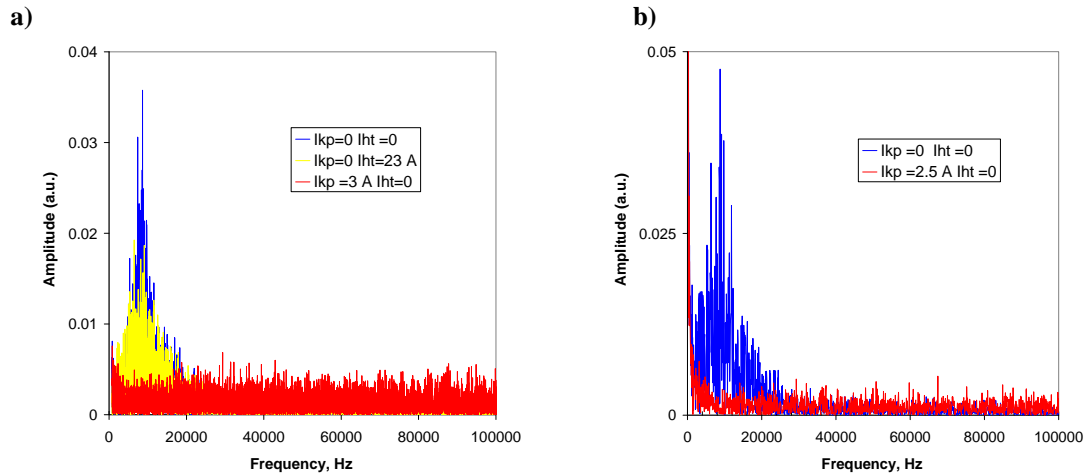 a)
0.04
0.03
0.02
0.01
0
0 20000 40000 60000 80000 100000
Amplitude (a.u.)
Frequency, Hz
Ikp=0 Iht =0
Ikp=0 Iht=23 A
Ikp =3 A Iht=0
b)
0.05
0.025
0
0 20000 40000 60000 80000 100000
Amplitude (a.u.)
Frequency, Hz
Ikp =0 Iht =0
Ikp =2.5 A Iht =0